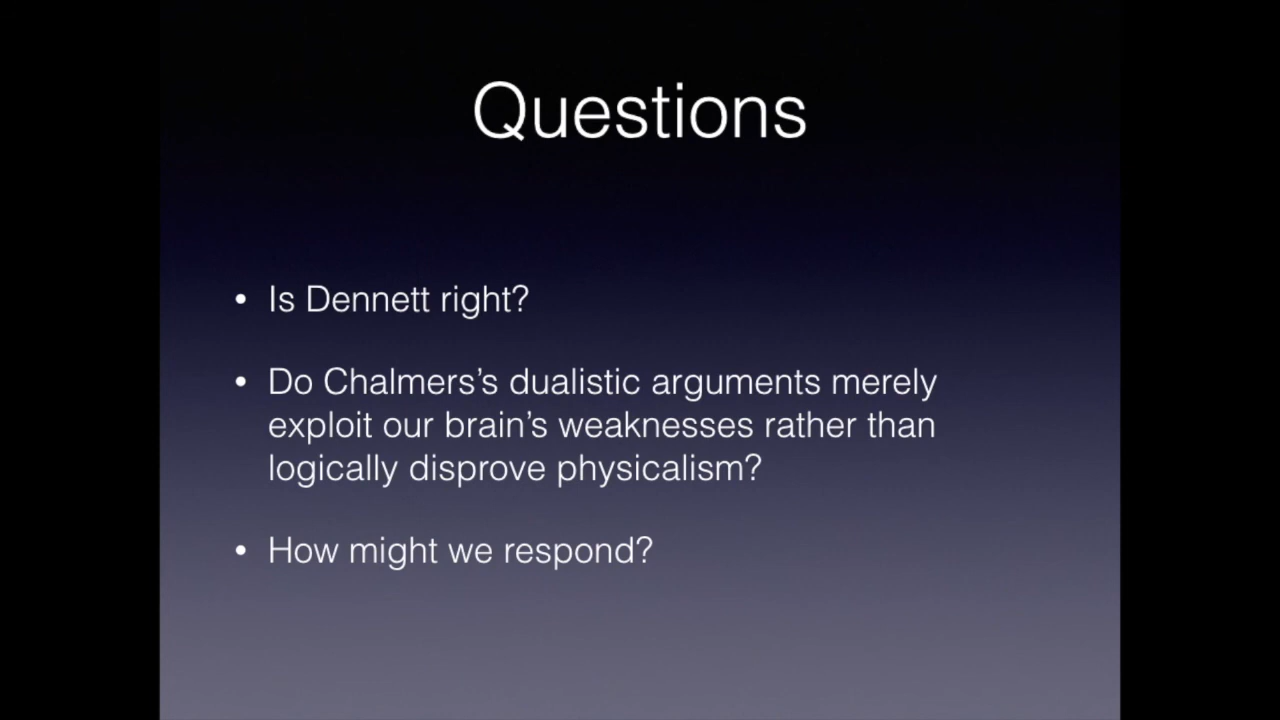 Questions
• Is Dennett right?
• Do Chalmers’s dualistic arguments merely
exploit our brain’s weaknesses rather than
logically disprove physicalism?
• How might we respond?